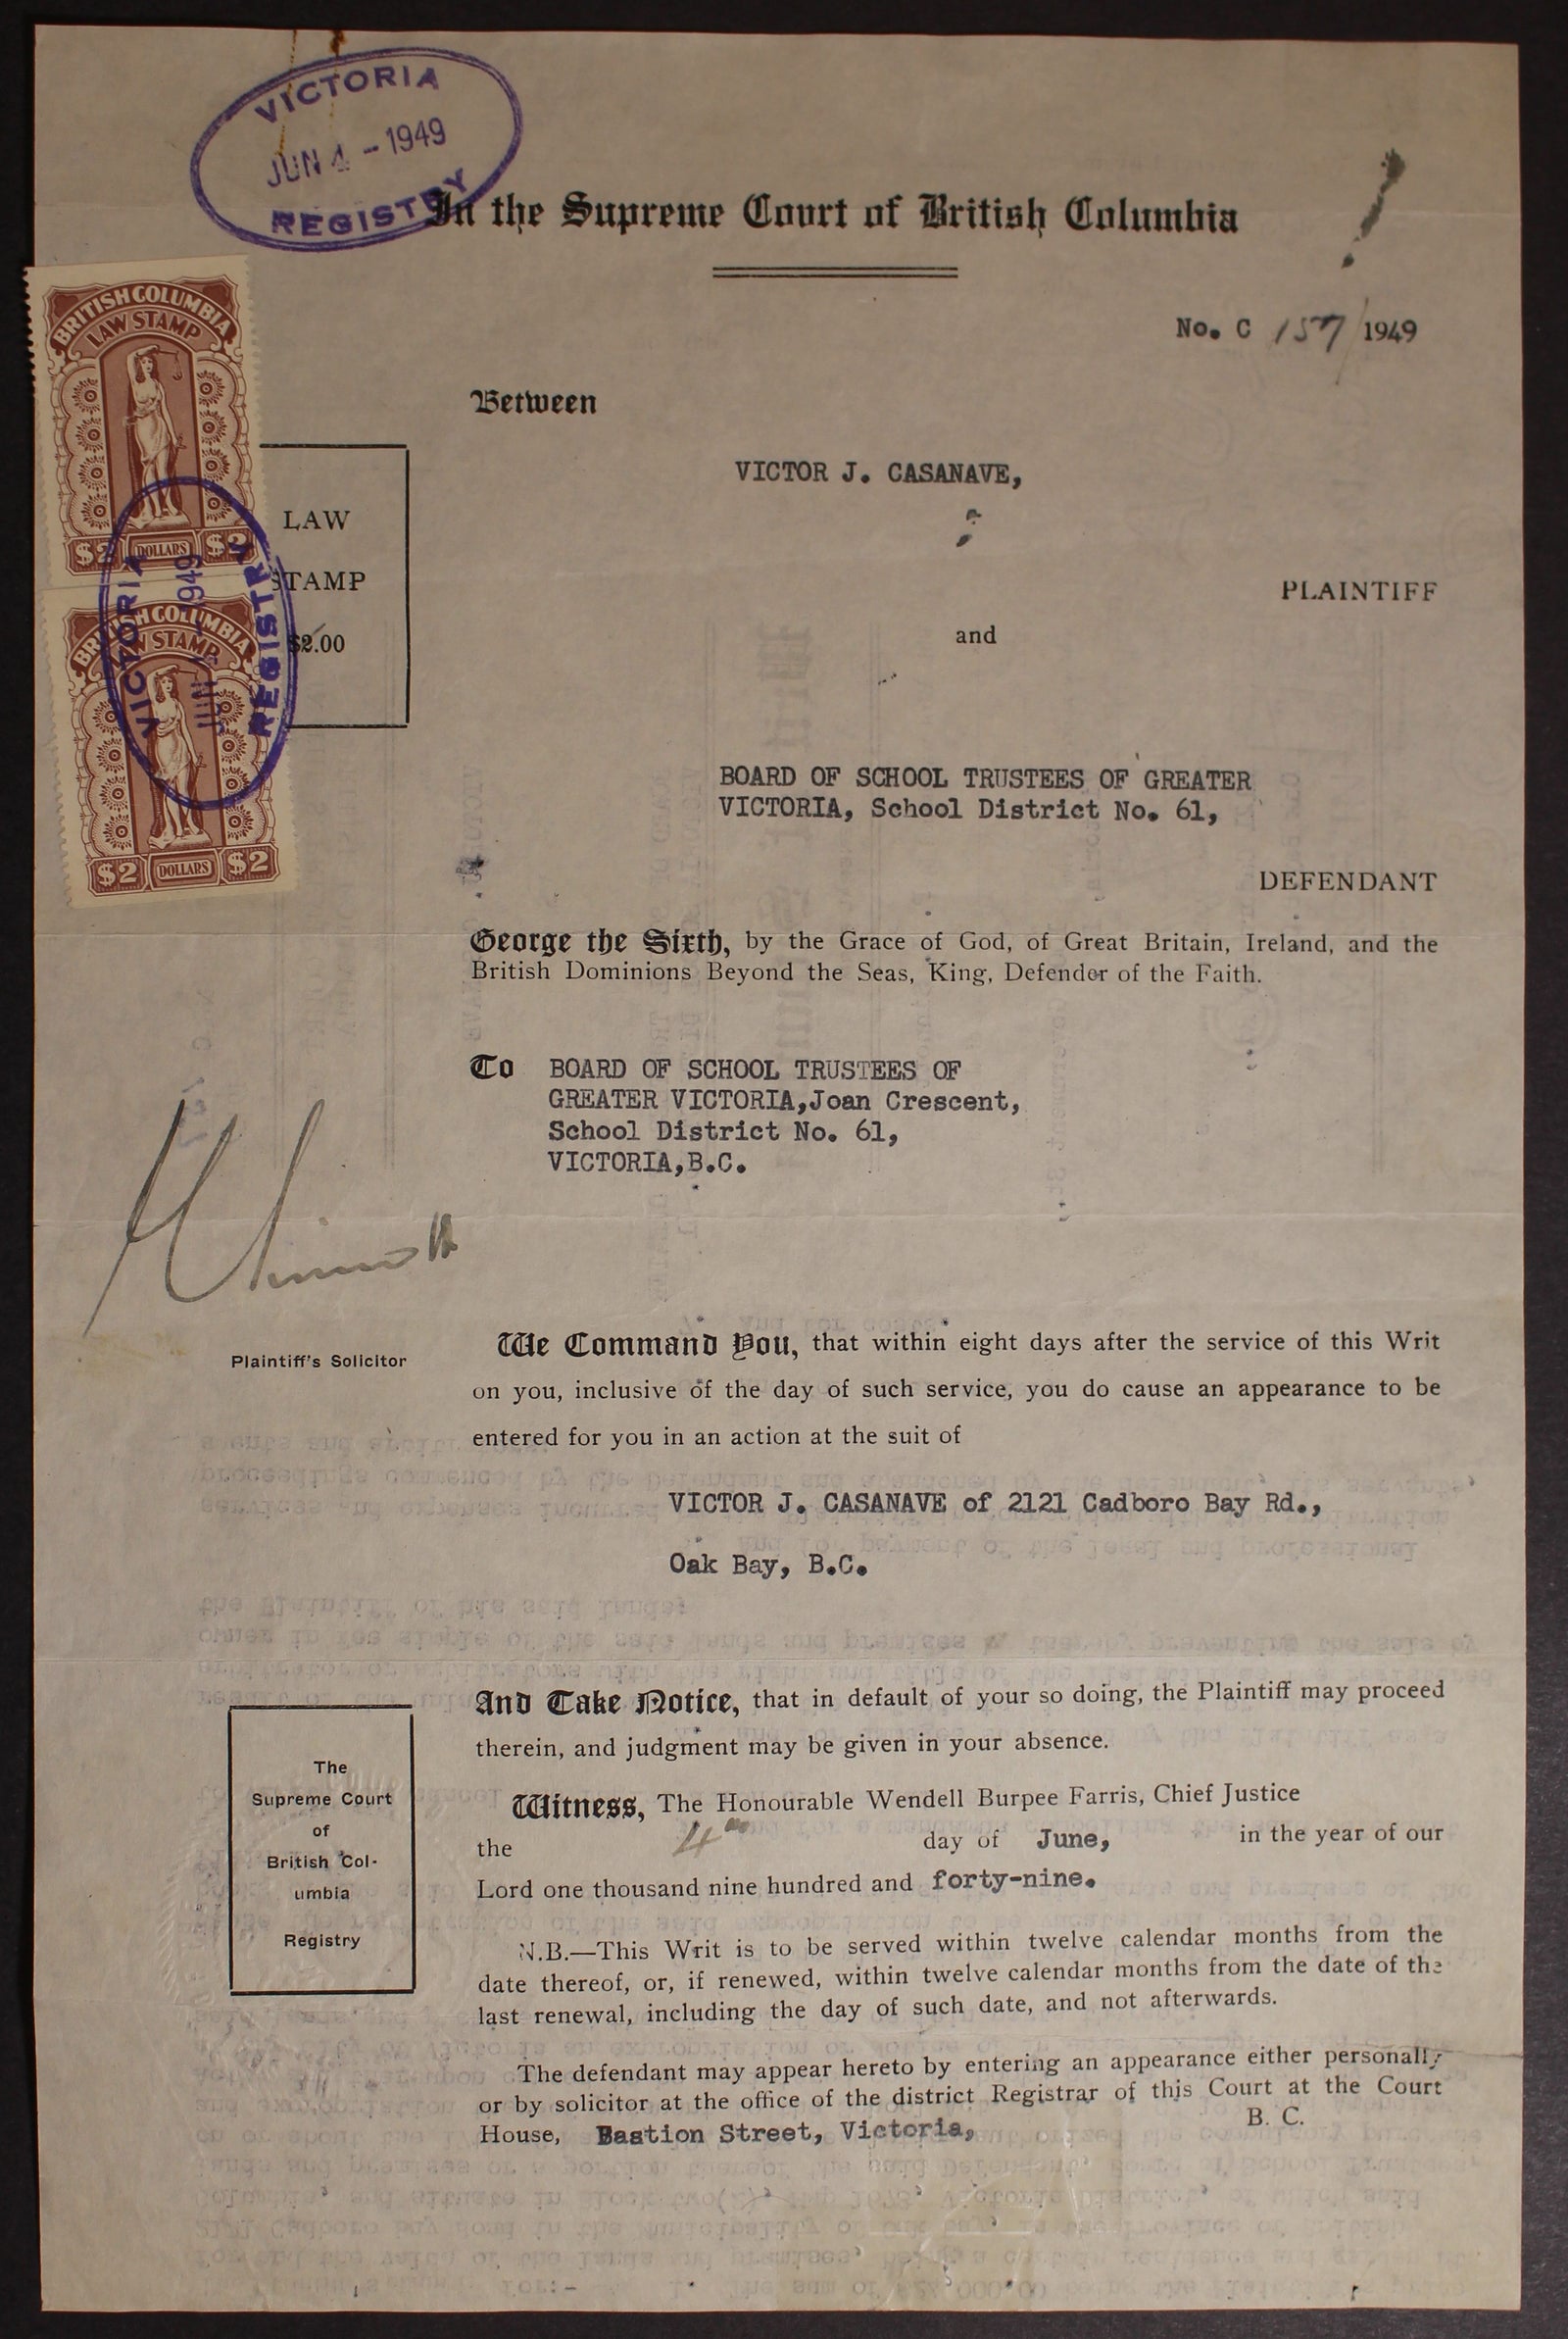 VICTORIA
JUN 4 - 1949
REGISTRY
In the Supreme Court of British Columbia
No. C 157 1949
Between
VICTOR J. CASANAVE,
PLAINTIFF
and
BOARD OF SCHOOL TRUSTEES OF GREATER
VICTORIA, School District No. 61,
DEFENDANT
BRITISH COLUMBIA
LAW STAMP
$2 DOLLARS $2
LAW
STAMP
$2.00
VICTORIA
JUN 1949
REGISTRY
BRITISH COLUMBIA
LAW STAMP
$2 DOLLARS $2
George the Sixth, by the Grace of God, of Great Britain, Ireland, and the
British Dominions Beyond the Seas, King, Defender of the Faith.
To BOARD OF SCHOOL TRUSTEES OF
GREATER VICTORIA,Joan Crescent,
School District No. 61,
VICTORIA,B.C.
Plaintiff's Solicitor
We Command You, that within eight days after the service of this Writ
on you, inclusive of the day of such service, you do cause an appearance to be
entered for you in an action at the suit of
VICTOR J. CASANAVE of 2121 Cadboro Bay Rd.,
Oak Bay, B.C.
And Take Notice, that in default of your so doing, the Plaintiff may proceed
therein, and judgment may be given in your absence.
The
Supreme Court
of
British Col-
umbia
Registry
Witness, The Honourable Wendell Burpee Farris, Chief Justice
the 4th day of June, in the year of our
Lord one thousand nine hundred and forty-nine.
N.B.—This Writ is to be served within twelve calendar months from the
date thereof, or, if renewed, within twelve calendar months from the date of the
last renewal, including the day of such date, and not afterwards.
The defendant may appear hereto by entering an appearance either personally
or by solicitor at the office of the district Registrar of this Court at the Court
House, Bastion Street, Victoria, B. C.